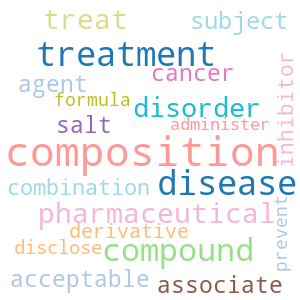 treat
subject
treatment
cancer
agent
inhibitor
formula
disorder
salt
administer
composition
combination
disease
pharmaceutical
prevent
derivative
disclose
compound
acceptable
associate